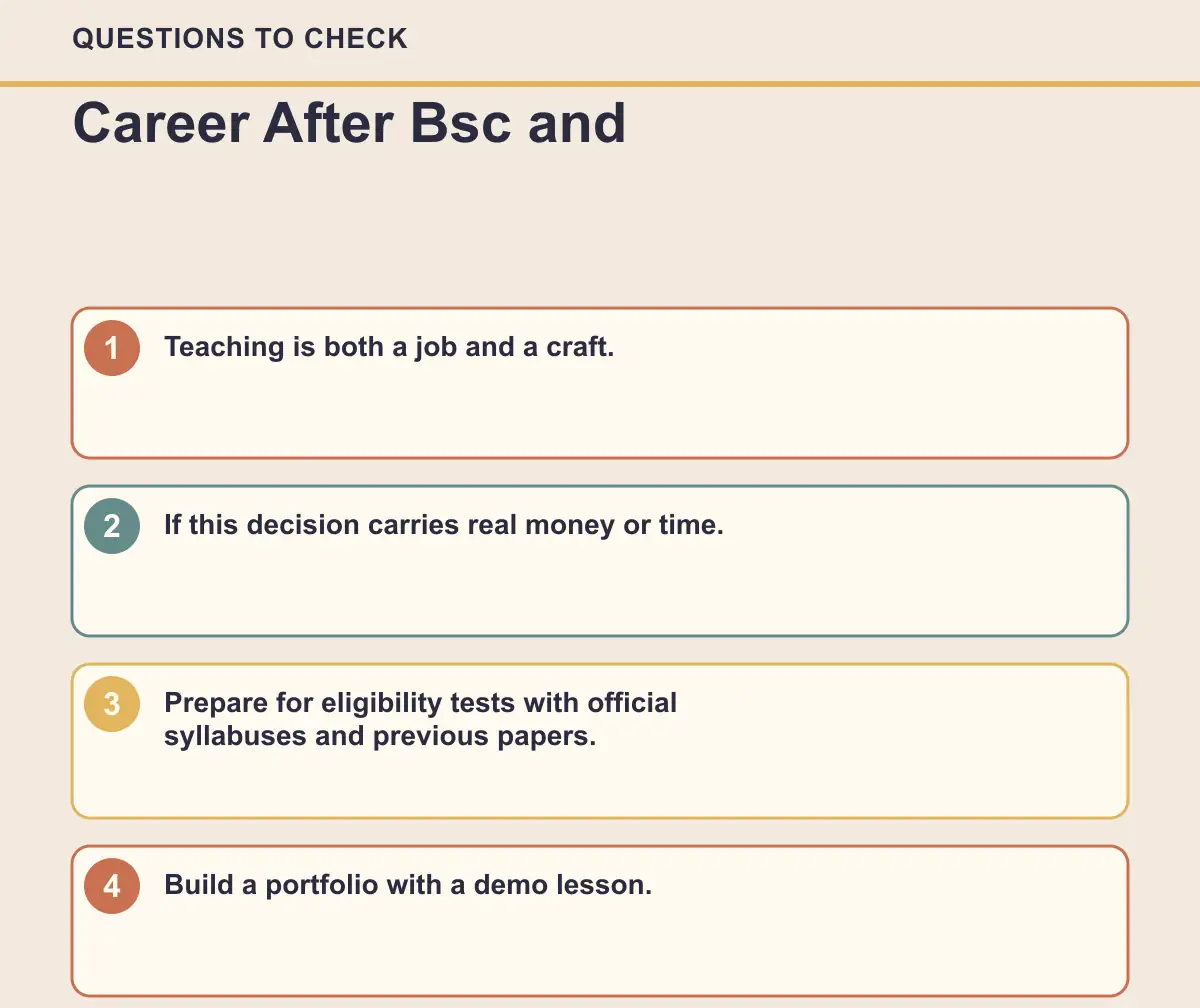 QUESTIONS TO CHECK
Career After Bsc and
1
Teaching is both a job and a craft.
2
If this decision carries real money or time.
3
Prepare for eligibility tests with official
syllabuses and previous papers.
4
Build a portfolio with a demo lesson.